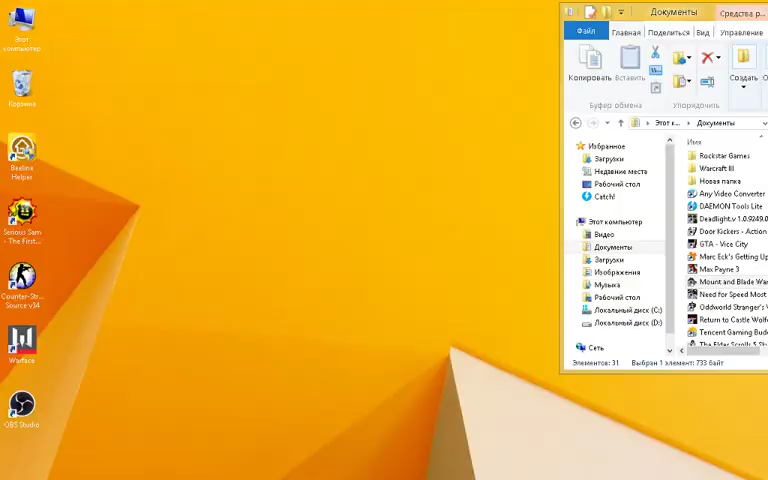 Этот
компьютер
Корзина
Beeline
Helper
Serious Sam
- The First...
Counter-Str...
Source v34
Warface
OBS Studio
Документы
Средства р...
Файл
Главная
Поделиться
Вид
Управление
Копировать
Вставить
Создать
Буфер обмена
Упорядочить
Этот к...
Документы
Избранное
Загрузки
Недавние места
Рабочий стол
Catch!
Этот компьютер
Видео
Документы
Загрузки
Изображения
Музыка
Рабочий стол
Локальный диск (C:)
Локальный диск (D:)
Сеть
Имя
Rockstar Games
Warcraft III
Новая папка
Any Video Converter
DAEMON Tools Lite
Deadlight.v 1.0.9249.0
Door Kickers - Action
GTA - Vice City
Marc Eck's Getting Up
Max Payne 3
Mount and Blade War
Need for Speed Most
Oddworld Stranger's
Return to Castle Wolfe
Tencent Gaming Budd
The Elder Scrolls 5 Sk
Элементов: 31
Выбран 1 элемент: 733 байт